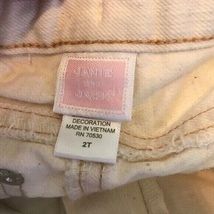 JANIE
AND
JACK
DECORATION
MADE IN VIETNAM
RN 70530
2T